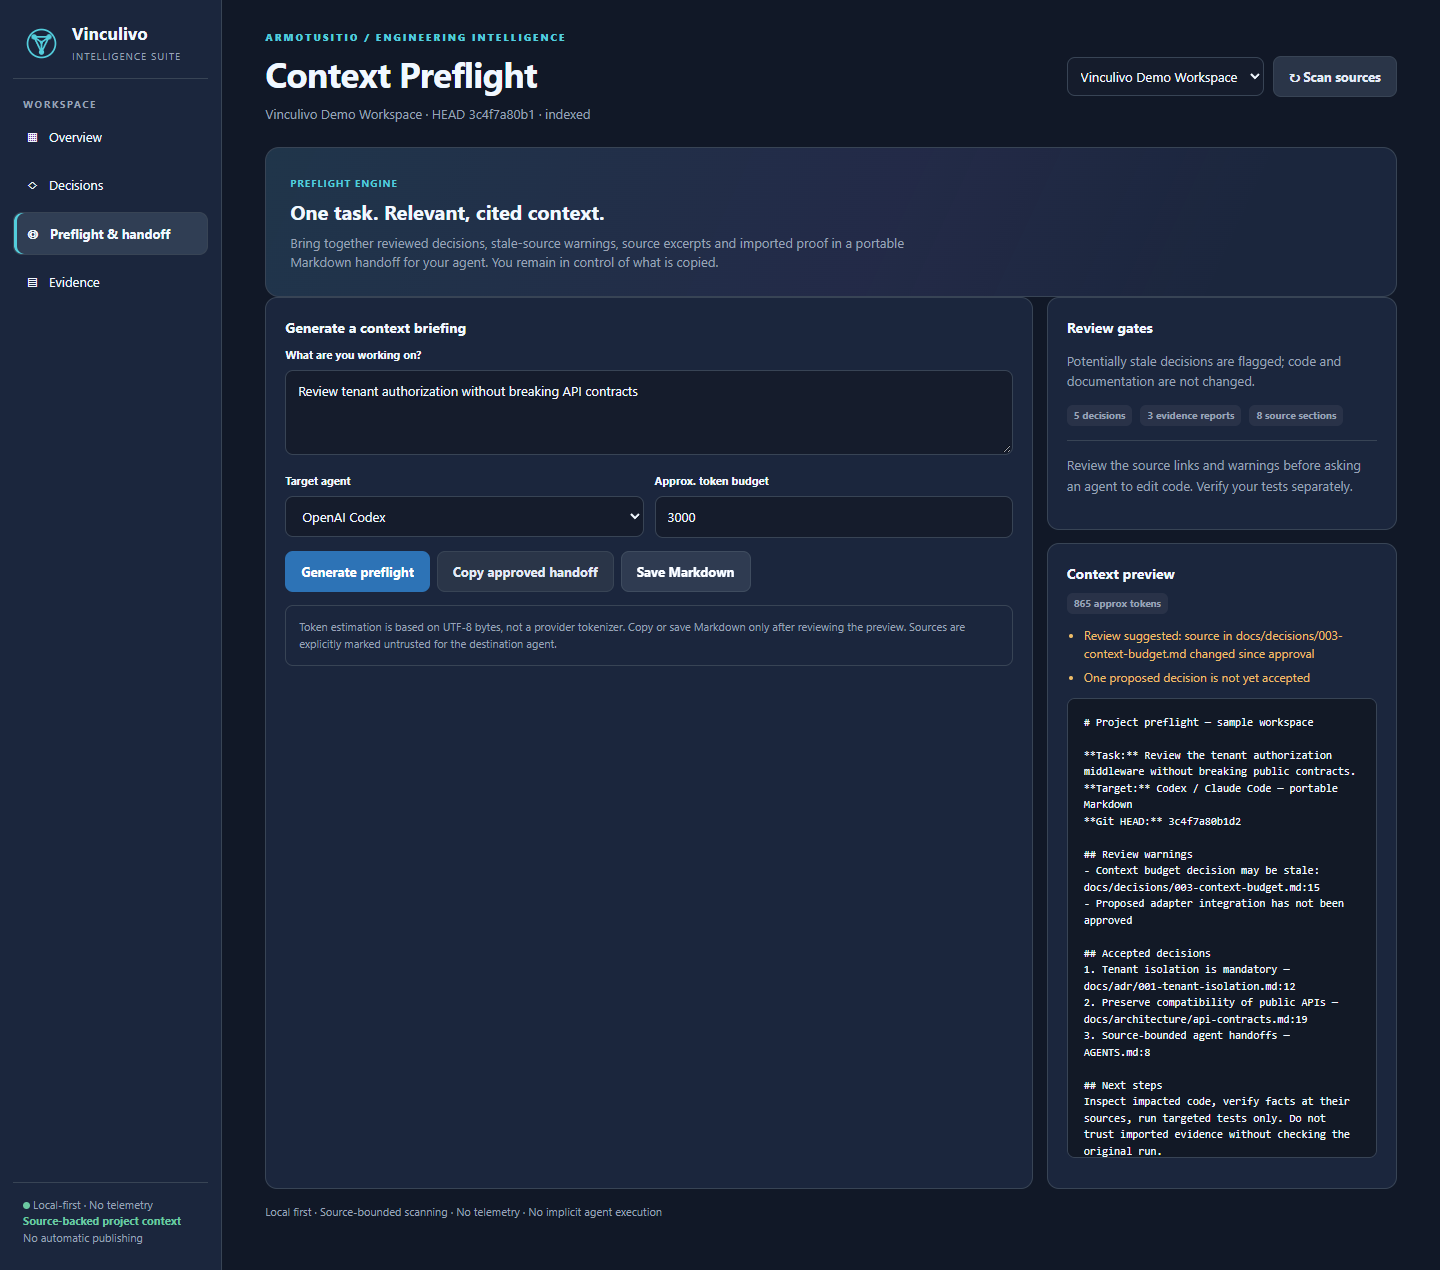 Vinculivo
INTELLIGENCE SUITE
WORKSPACE
Overview
Decisions
Preflight & handoff
Evidence
Local-first · No telemetry
Source-backed project context
No automatic publishing
ARMOTUSITIO / ENGINEERING INTELLIGENCE
Context Preflight
Vinculivo Demo Workspace · HEAD 3c4f7a80b1 · indexed
Vinculivo Demo Workspace
↻ Scan sources
PREFLIGHT ENGINE
One task. Relevant, cited context.
Bring together reviewed decisions, stale-source warnings, source excerpts and imported proof in a portable
Markdown handoff for your agent. You remain in control of what is copied.
Generate a context briefing
What are you working on?
Review tenant authorization without breaking API contracts
Target agent
Approx. token budget
OpenAI Codex
3000
Generate preflight
Copy approved handoff
Save Markdown
Token estimation is based on UTF-8 bytes, not a provider tokenizer. Copy or save Markdown only after reviewing the preview. Sources are
explicitly marked untrusted for the destination agent.
Review gates
Potentially stale decisions are flagged; code and
documentation are not changed.
5 decisions
3 evidence reports
8 source sections
Review the source links and warnings before asking
an agent to edit code. Verify your tests separately.
Context preview
865 approx tokens
• Review suggested: source in docs/decisions/003-
context-budget.md changed since approval
• One proposed decision is not yet accepted
# Project preflight — sample workspace
**Task:** Review the tenant authorization
middleware without breaking public contracts.
**Target:** Codex / Claude Code — portable
Markdown
**Git HEAD:** 3c4f7a80b1d2
## Review warnings
- Context budget decision may be stale:
docs/decisions/003-context-budget.md:15
- Proposed adapter integration has not been
approved
## Accepted decisions
1. Tenant isolation is mandatory —
docs/adr/001-tenant-isolation.md:12
2. Preserve compatibility of public APIs —
docs/architecture/api-contracts.md:19
3. Source-bounded agent handoffs —
AGENTS.md:8
## Next steps
Inspect impacted code, verify facts at their
sources, run targeted tests only. Do not
trust imported evidence without checking the
original run.
Local first · Source-bounded scanning · No telemetry · No implicit agent execution